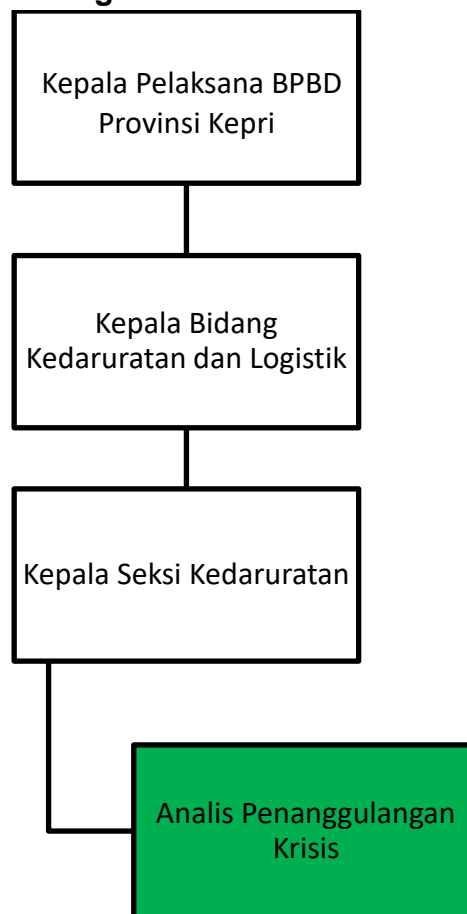 Kepala Pelaksana BPBD
Provinsi Kepri
Kepala Bidang
Kedaruratan dan Logistik
Kepala Seksi Kedaruratan
Analis Penanggulangan
Krisis